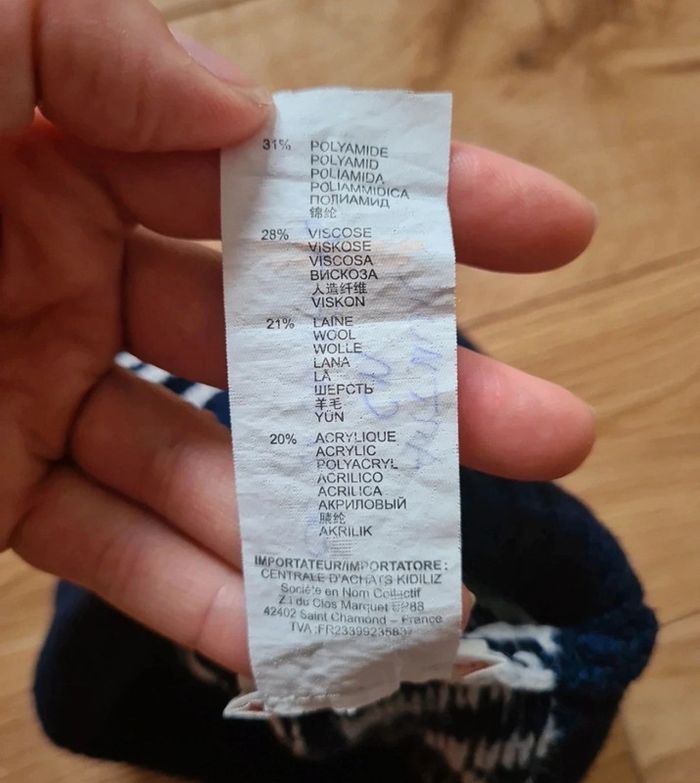 31% POLYAMIDE
POLYAMID
POLIAMIDA
POLIAMMIDICA
ПОЛИАМИД
锦纶
28% VISCOSE
VISKOSE
VISCOSA
ВИСКОЗА
人造纤维
VISKON
21% LAINE
WOOL
WOLLE
LANA
LÃ
ШЕРСТЬ
羊毛
YÜN
20% ACRYLIQUE
ACRYLIC
POLYACRYL
ACRILICO
ACRILICA
АКРИЛОВЫЙ
腈纶
AKRILIK
IMPORTATEUR/IMPORTATORE :
CENTRALE D'ACHATS KIDILIZ
Société en Nom Collectif
Z.I du Clos Marquet BP88
42402 Saint Chamond – France
TVA :